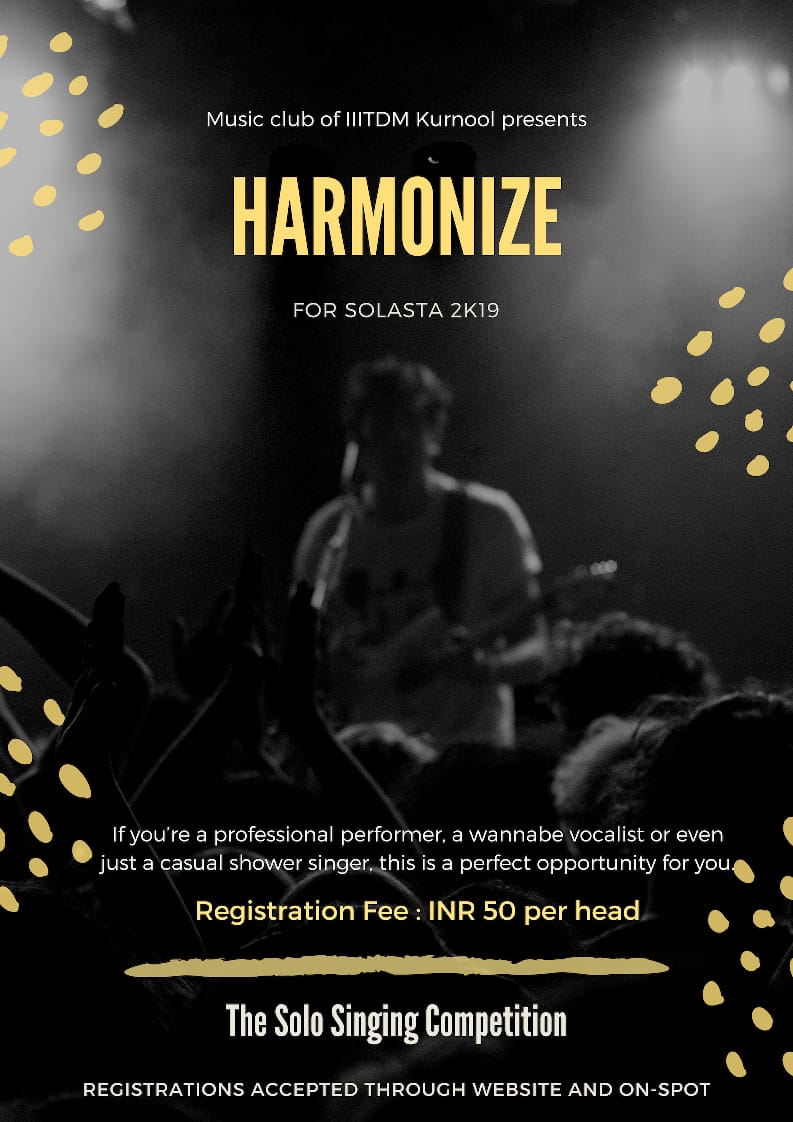 Music club of IIITDM Kurnool presents
HARMONIZE
FOR SOLASTA 2K19
If you're a professional performer, a wannabe vocalist or even
just a casual shower singer, this is a perfect opportunity for you.
Registration Fee : INR 50 per head
The Solo Singing Competition
REGISTRATIONS ACCEPTED THROUGH WEBSITE AND ON-SPOT